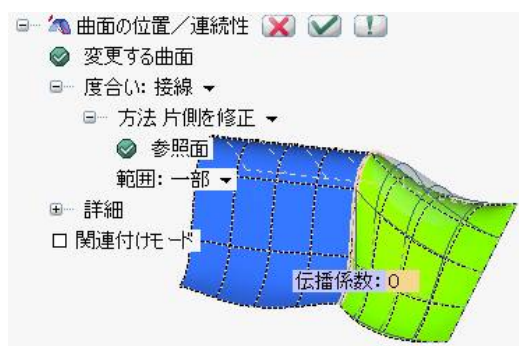 曲面の位置／連続性
変更する曲面
度合い: 接線
方法 片側を修正
参照面
範囲: 一部
詳細
関連付けモード
伝播係数: 0